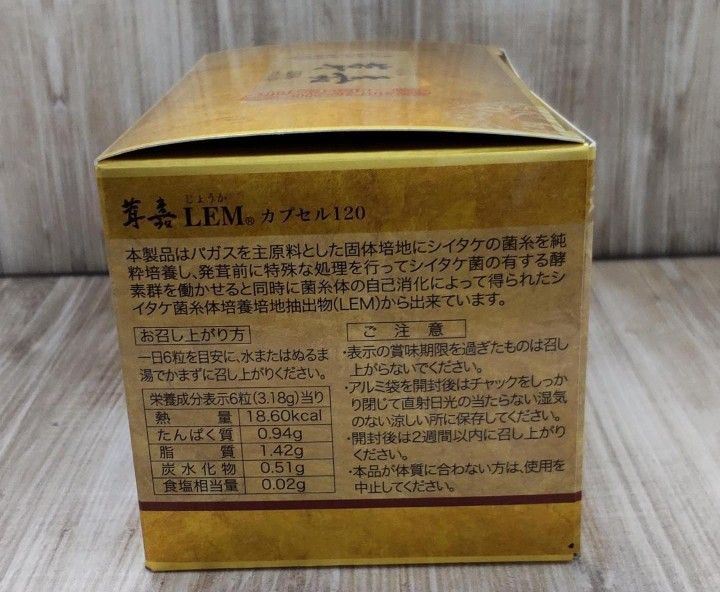 じょうか
茸嘉 LEM® カプセル120
本製品はバガスを主原料とした固体培地にシイタケの菌糸を純
粋培養し、発茸前に特殊な処理を行ってシイタケ菌の有する酵
素群を働かせると同時に菌糸体の自己消化によって得られたシ
イタケ菌糸体培養培地抽出物(LEM)から出来ています。
お召し上がり方
一日6粒を目安に、水またはぬるま
湯でかまずに召し上がりください。
栄養成分表示6粒(3.18g)当り
熱量 18.60kcal
たんぱく質 0.94g
脂質 1.42g
炭水化物 0.51g
食塩相当量 0.02g
ご注意
・表示の賞味期限を過ぎたものは召し
上がらないでください。
・アルミ袋を開封後はチャックをしっか
り閉じて直射日光の当たらない湿気
のない涼しい所に保存してください。
・開封後は2週間以内に召し上がり
ください。
・本品が体質に合わない方は、使用を
中止してください。